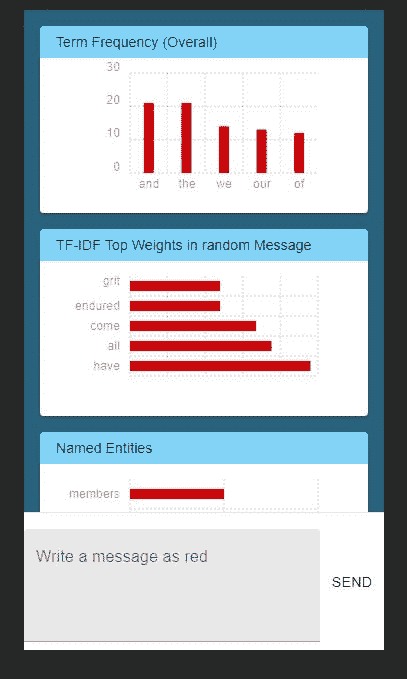 Term Frequency (Overall)
30
20
10
0
and the we our of
TF-IDF Top Weights in random Message
grit
endured
come
all
have
Named Entities
members
Write a message as red
SEND